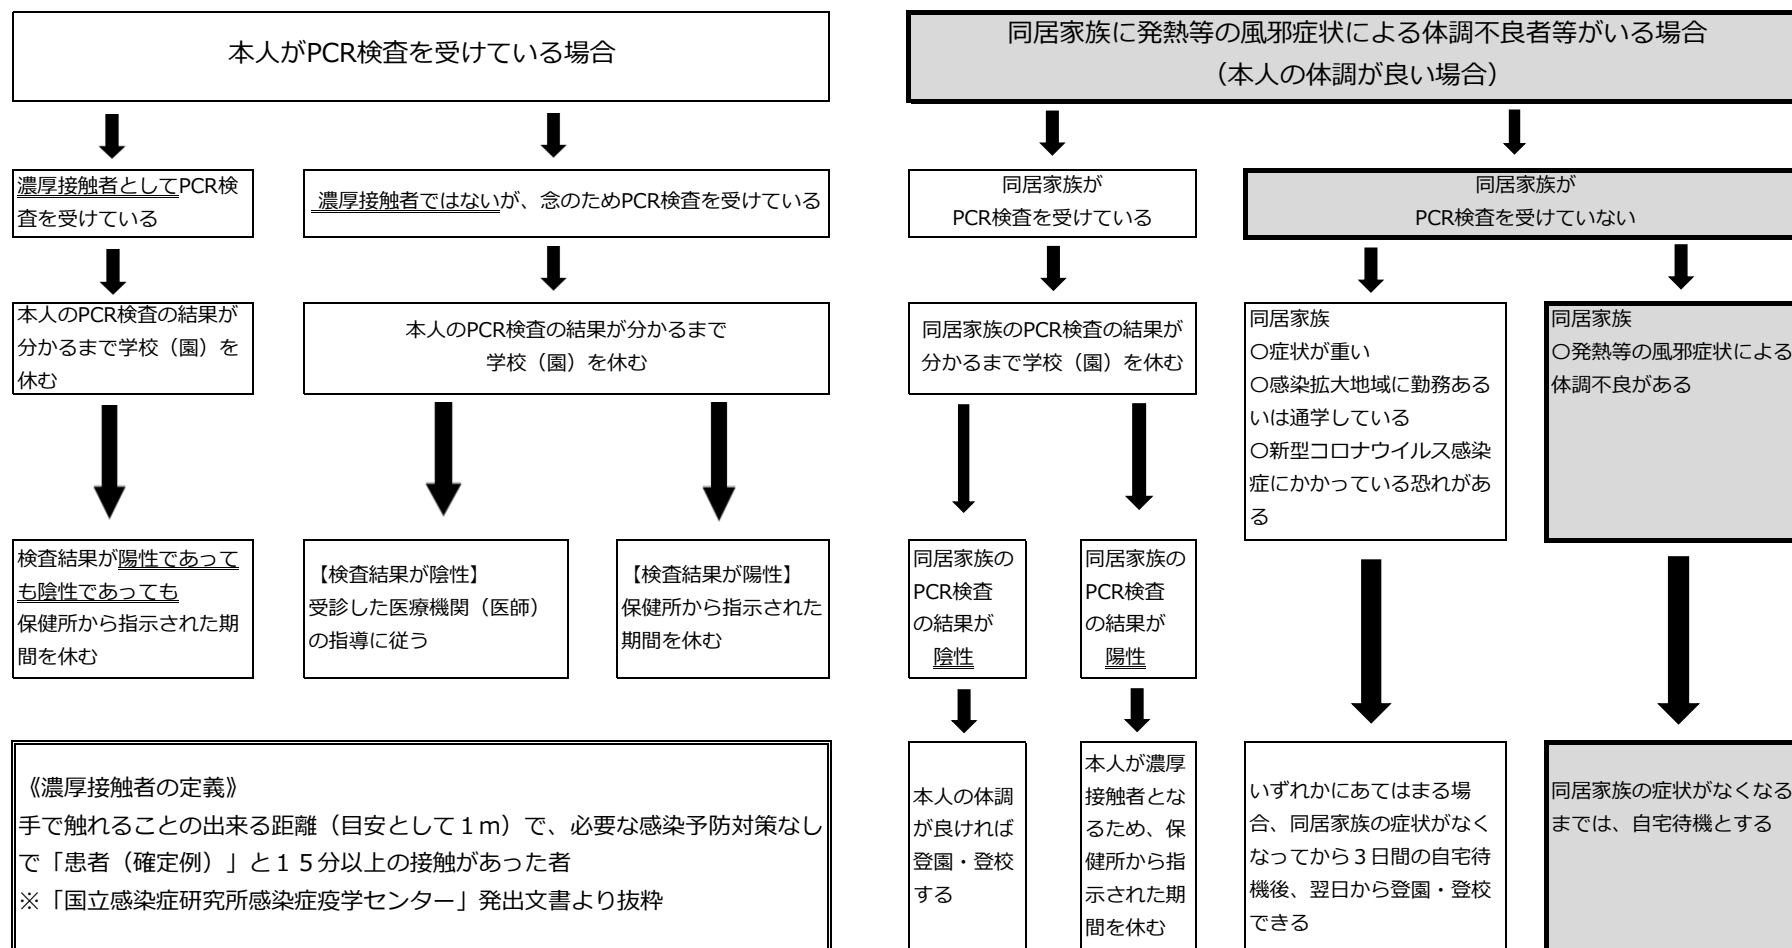 本人がPCR検査を受けている場合
濃厚接触者としてPCR検
査を受けている
濃厚接触者ではないが、念のためPCR検査を受けている
本人のPCR検査の結果が
分かるまで学校（園）を
休む
本人のPCR検査の結果が分かるまで
学校（園）を休む
検査結果が陽性であって
も陰性であっても
保健所から指示された期
間を休む
【検査結果が陰性】
受診した医療機関（医師）
の指導に従う
【検査結果が陽性】
保健所から指示された
期間を休む
《濃厚接触者の定義》
手で触れることの出来る距離（目安として１ｍ）で、必要な感染予防対策なし
で「患者（確定例）」と１５分以上の接触があった者
※「国立感染症研究所感染症疫学センター」発出文書より抜粋
同居家族に発熱等の風邪症状による体調不良者等がいる場合
（本人の体調が良い場合）
同居家族が
PCR検査を受けている
同居家族が
PCR検査を受けていない
同居家族のPCR検査の結果が
分かるまで学校（園）を休む
同居家族
〇症状が重い
〇感染拡大地域に勤務ある
いは通学している
〇新型コロナウイルス感染
症にかかっている恐れがあ
る
同居家族
〇発熱等の風邪症状による
体調不良がある
同居家族の
PCR検査
の結果が
陰性
同居家族の
PCR検査
の結果が
陽性
本人の体調
が良ければ
登園・登校
する
本人が濃厚
接触者とな
るため、保
健所から指
示された期
間を休む
いずれかにあてはまる場
合、同居家族の症状がなく
なってから３日間の自宅待
機後、翌日から登園・登校
できる
同居家族の症状がなくなる
までは、自宅待機とする